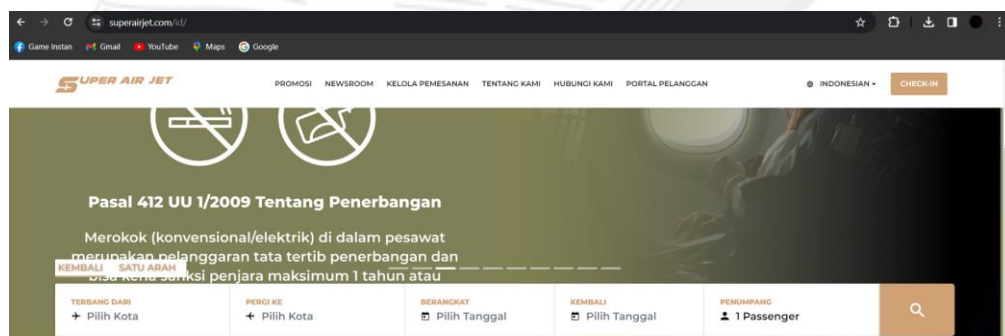 superairjet.com/id/
Game Instan Gmail YouTube Maps Google
SUPER AIR JET PROMOSI NEWSROOM KELOLA PEMESANAN TENTANG KAMI HUBUNGI KAMI PORTAL PELANGGAN INDONESIAN CHECK-IN
Pasal 412 UU 1/2009 Tentang Penerbangan
Merokok (konvensional/elektrik) di dalam pesawat
merupakan pelanggaran tata tertib penerbangan dan
KEMBALI SATU ARAH
bisa kena sanksi penjara maksimum 1 tahun atau
TERBANG DARI PERGI KE BERANGKAT KEMBALI PENUMPANG
Pilih Kota Pilih Kota Pilih Tanggal Pilih Tanggal 1 Passenger